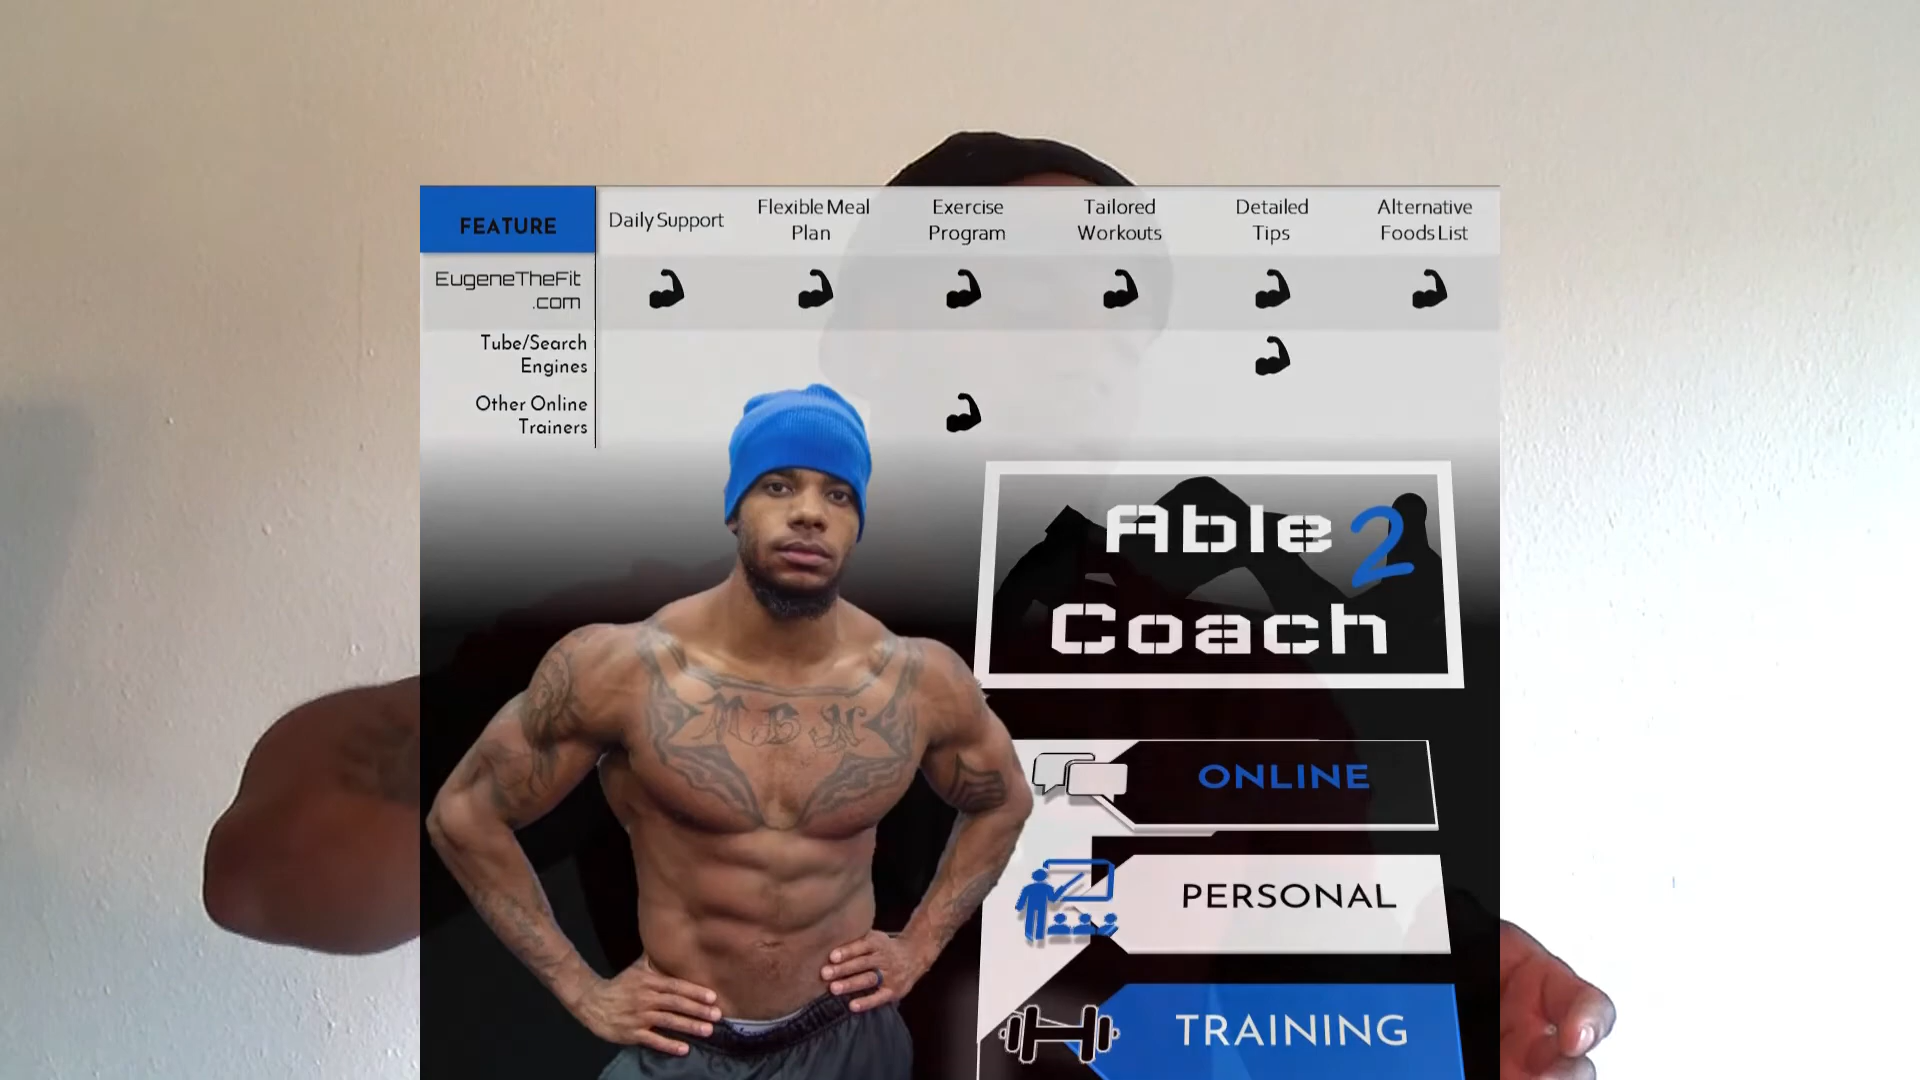 FEATURE
Daily Support
Flexible Meal
Plan
Exercise
Program
Tailored
Workouts
Detailed
Tips
Alternative
Foods List
EugeneTheFit
.com
Tube/Search
Engines
Other Online
Trainers
Able 2
Coach
MBN
ONLINE
PERSONAL
TRAINING